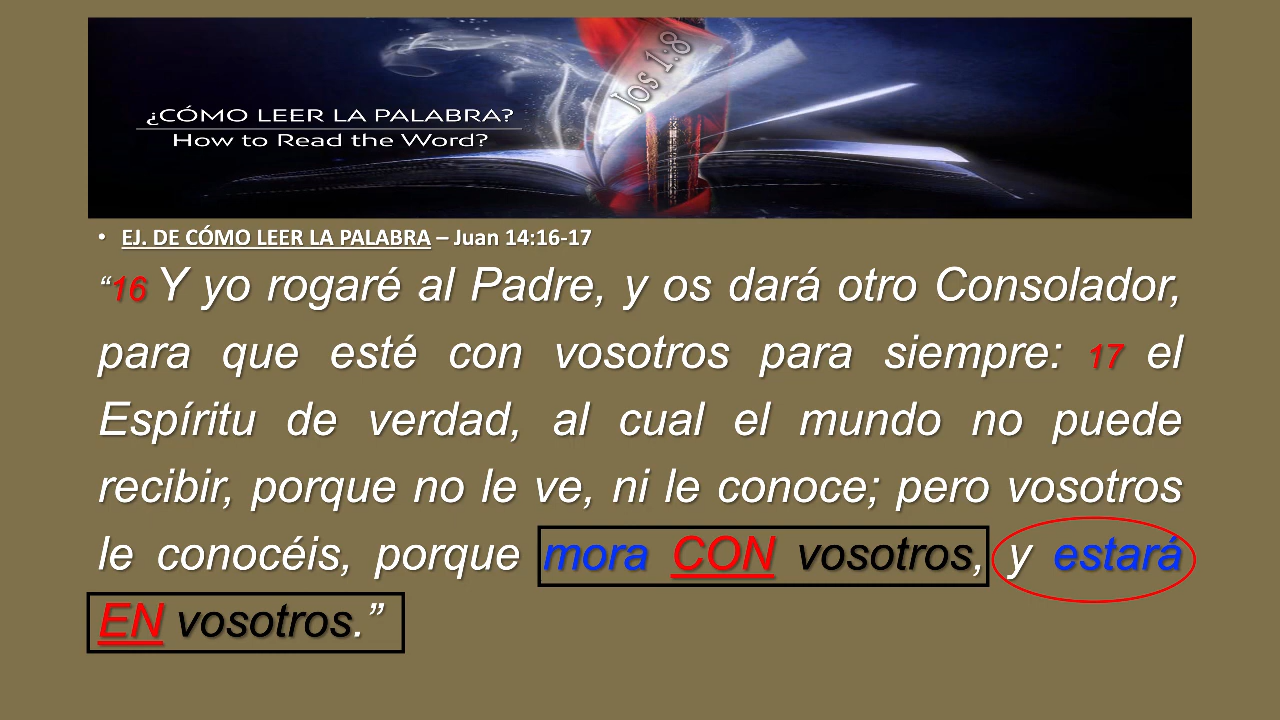 Jos 1:8
¿CÓMO LEER LA PALABRA?
How to Read the Word?
• EJ. DE CÓMO LEER LA PALABRA – Juan 14:16-17
“16 Y yo rogaré al Padre, y os dará otro Consolador,
para que esté con vosotros para siempre: 17 el
Espíritu de verdad, al cual el mundo no puede
recibir, porque no le ve, ni le conoce; pero vosotros
le conocéis, porque mora CON vosotros, y estará
EN vosotros.”